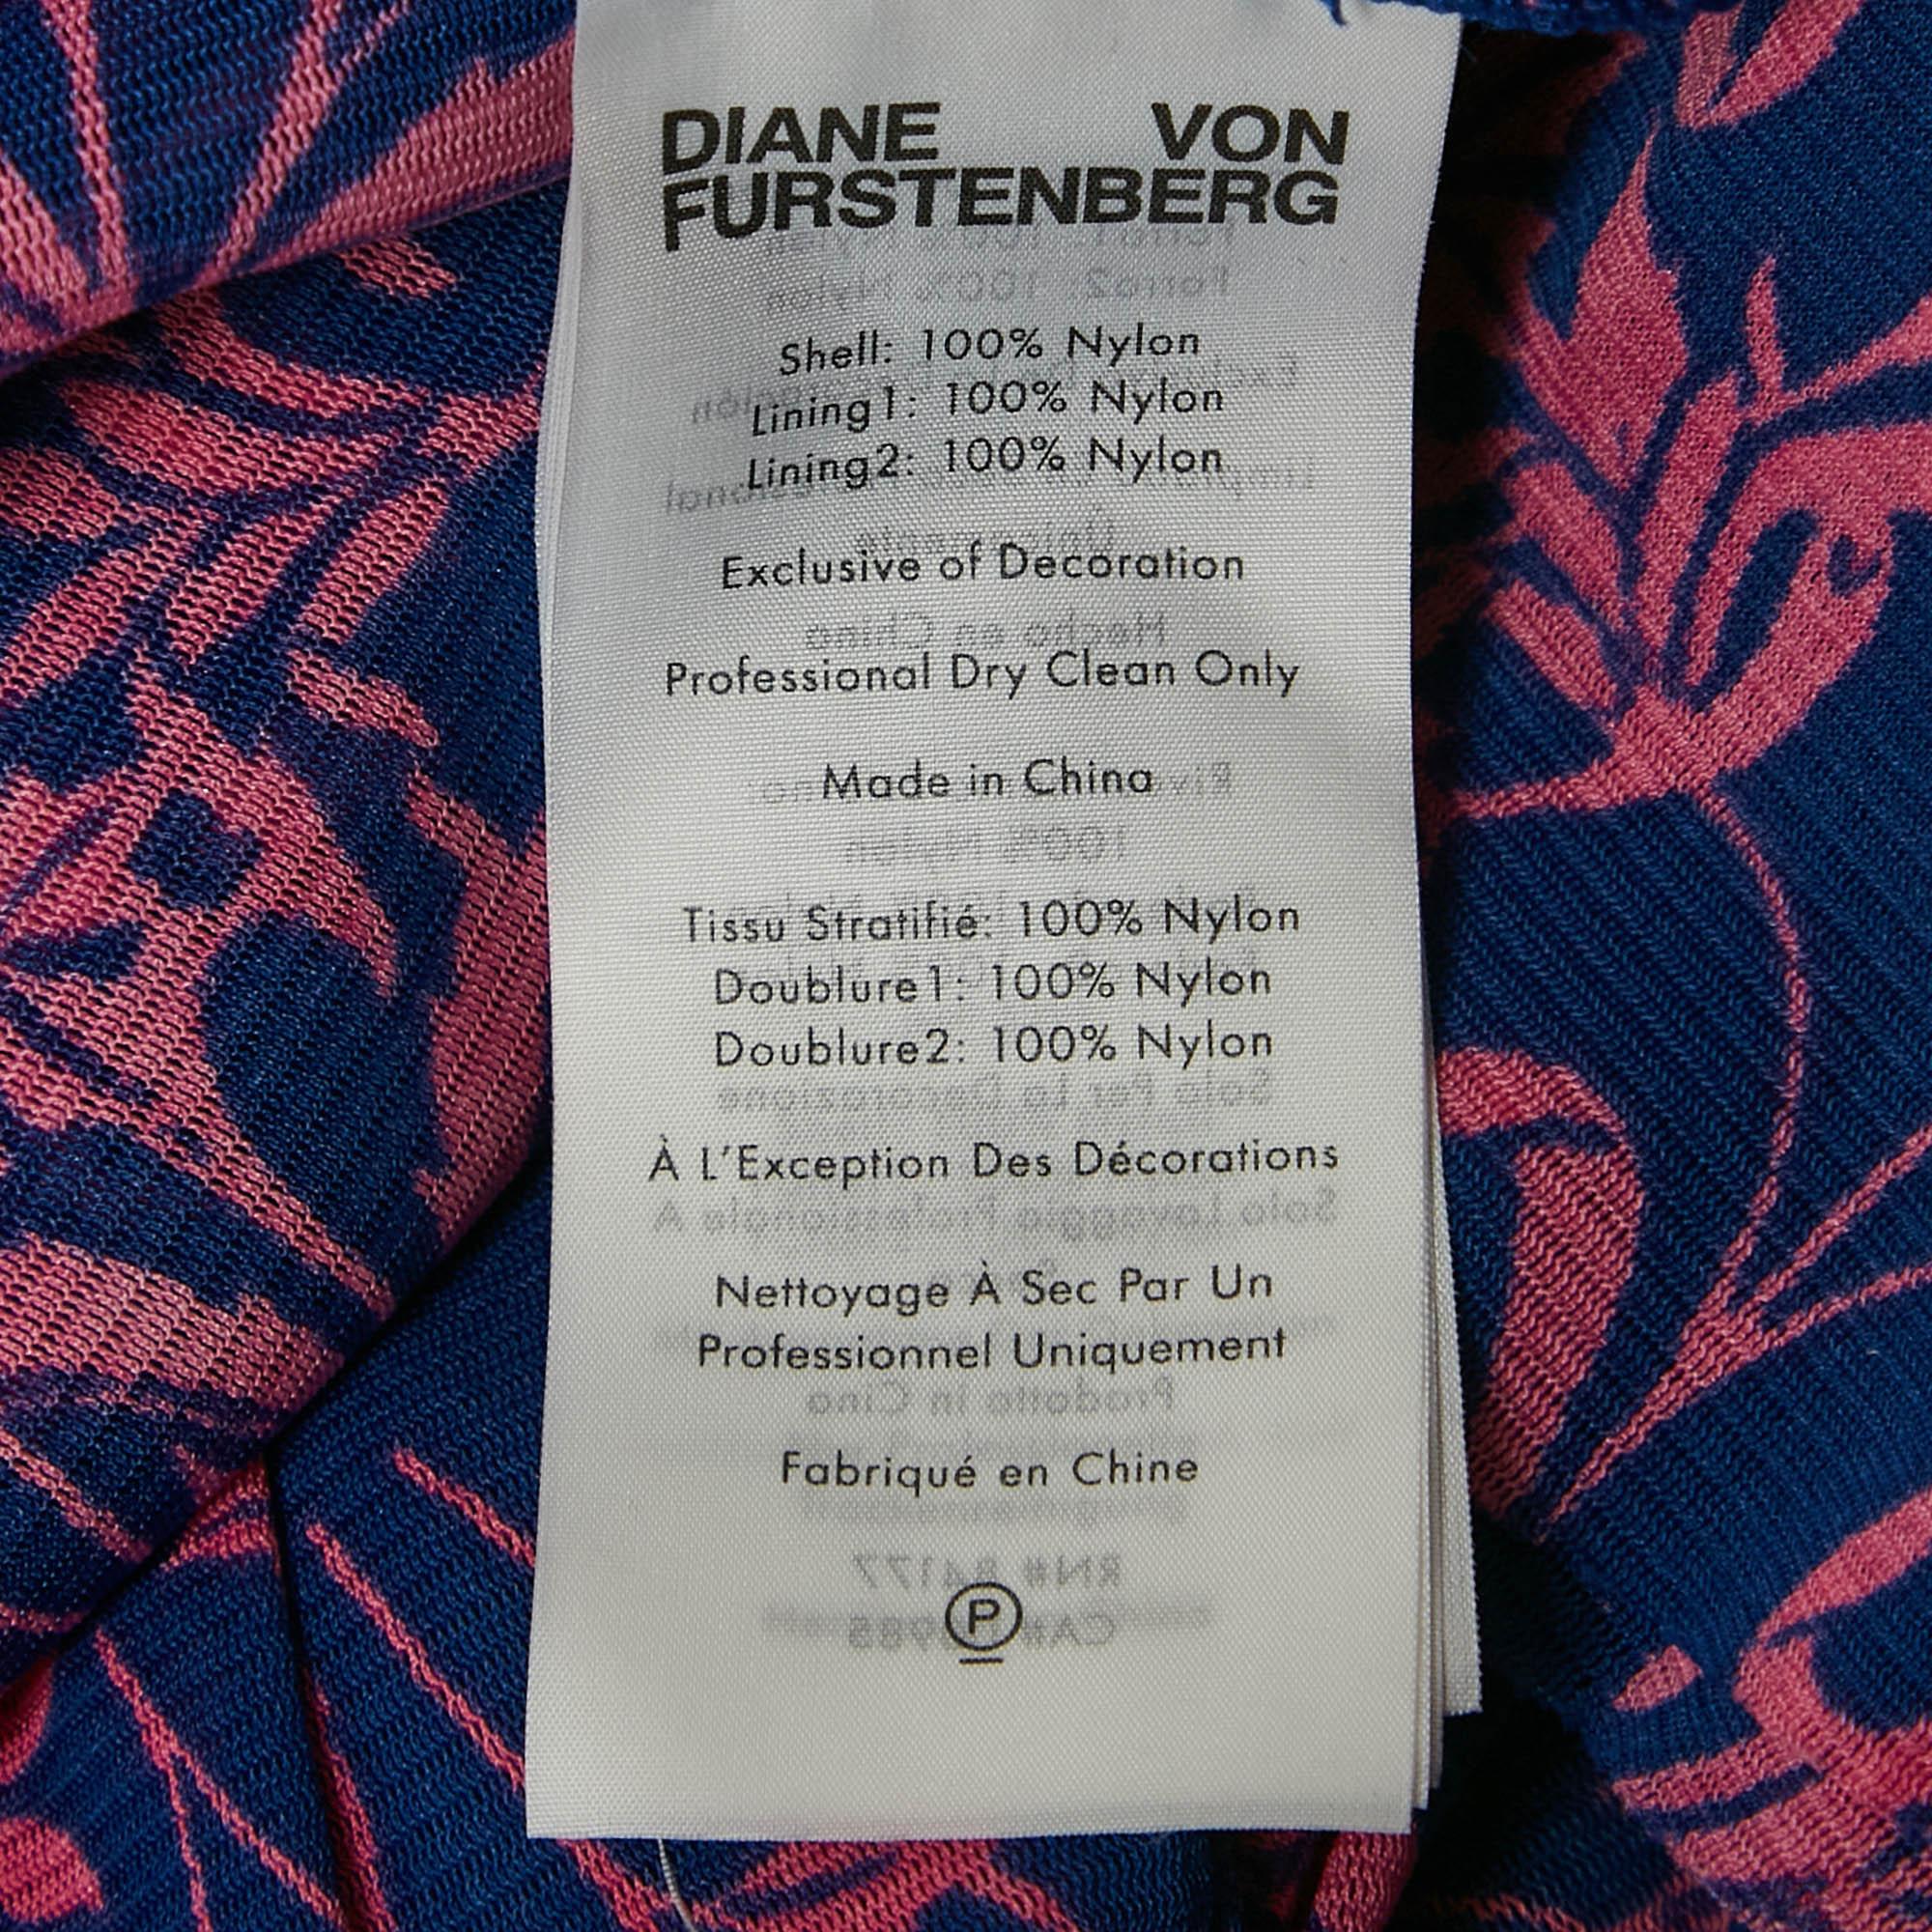 DIANE VON
FURSTENBERG
Shell: 100% Nylon
Lining1: 100% Nylon
Lining2: 100% Nylon
Exclusive of Decoration
Professional Dry Clean Only
Made in China
Tissu Stratifié: 100% Nylon
Doublure1: 100% Nylon
Doublure2: 100% Nylon
À L'Exception Des Décorations
Nettoyage À Sec Par Un
Professionnel Uniquement
Fabriqué en Chine
P